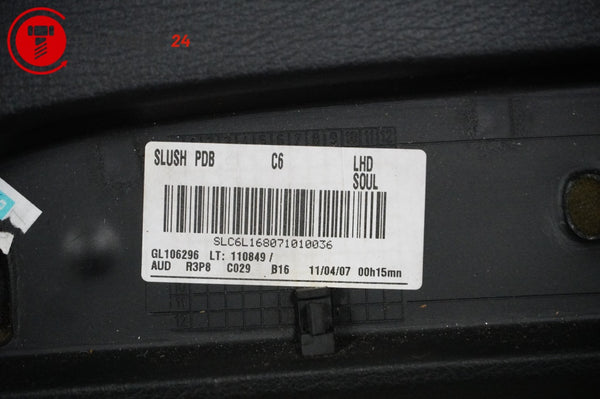 24
SLUSH PDB C6 LHD
SOUL
SLC6L168071010036
GL106296 LT: 110849 /
AUD R3P8 C029 B16 11/04/07 00h15mn